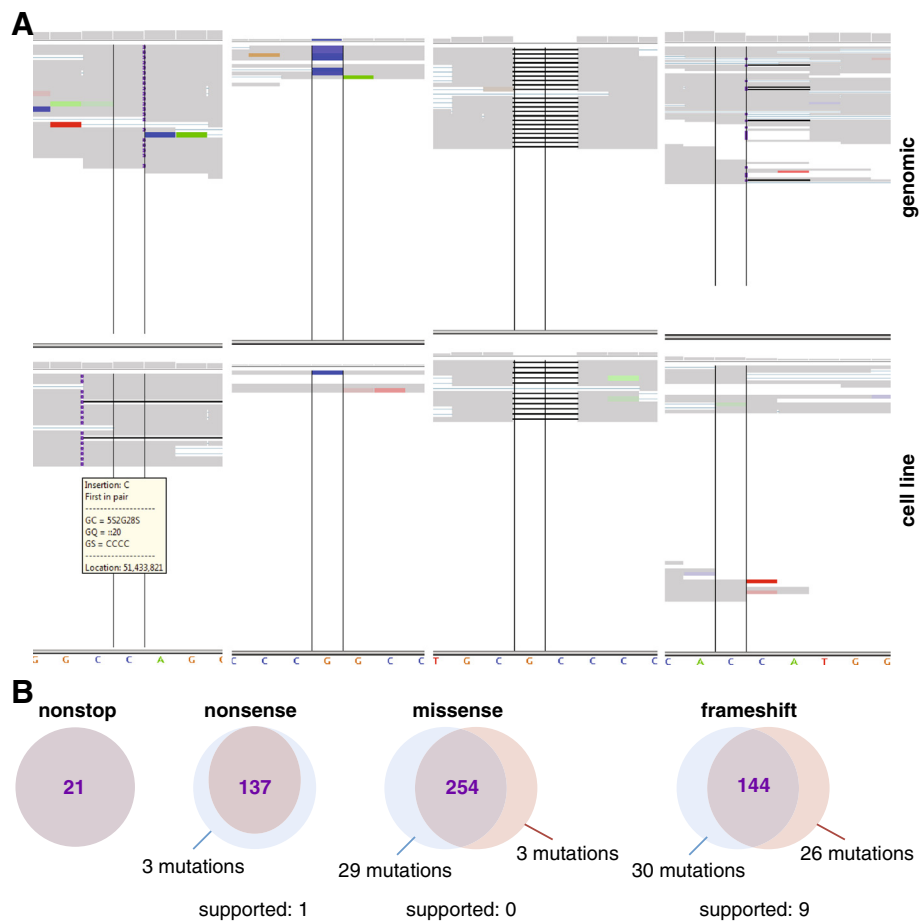 A
genomic
cell line
Insertion: C
First in pair
--------------------
GC = 5S2G28S
GQ = ::20
GS = CCCC
--------------------
Location: 51,433,821
G G C C A G C
C C C G G C C
T G C G C C C C
C A C C A T G G
B
nonstop nonsense missense frameshift
21 137 254 144
3 mutations 29 mutations 3 mutations 30 mutations 26 mutations
supported: 1 supported: 0 supported: 9